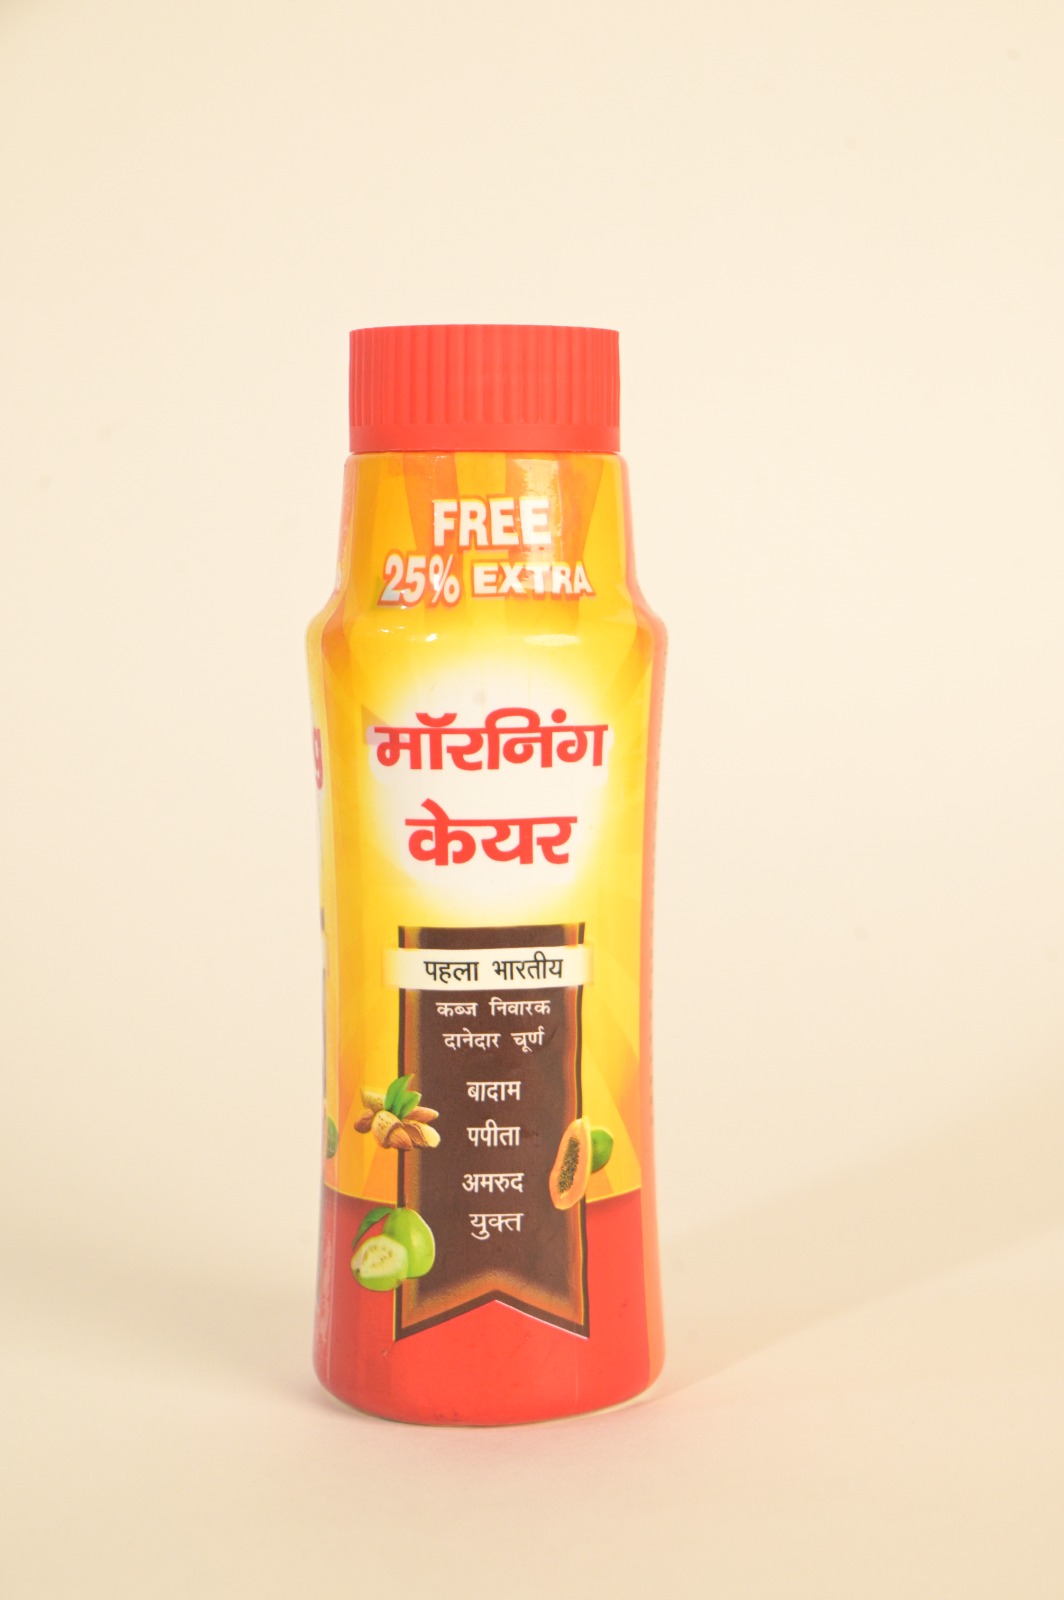 FREE
25% EXTRA
मॉरनिंग
केयर
पहला भारतीय
कब्ज निवारक
दानेदार चूर्ण
बादाम
पपीता
अमरुद
युक्त